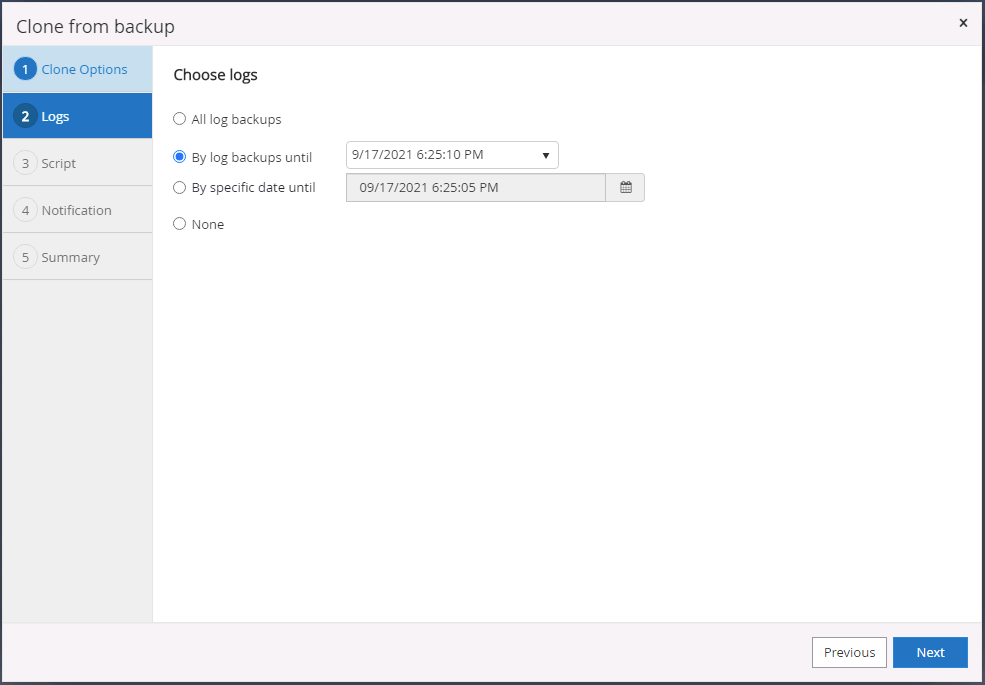 Clone from backup
×
1 Clone Options
2 Logs
3 Script
4 Notification
5 Summary
Choose logs
All log backups
By log backups until 9/17/2021 6:25:10 PM
By specific date until 09/17/2021 6:25:05 PM
None
Previous Next